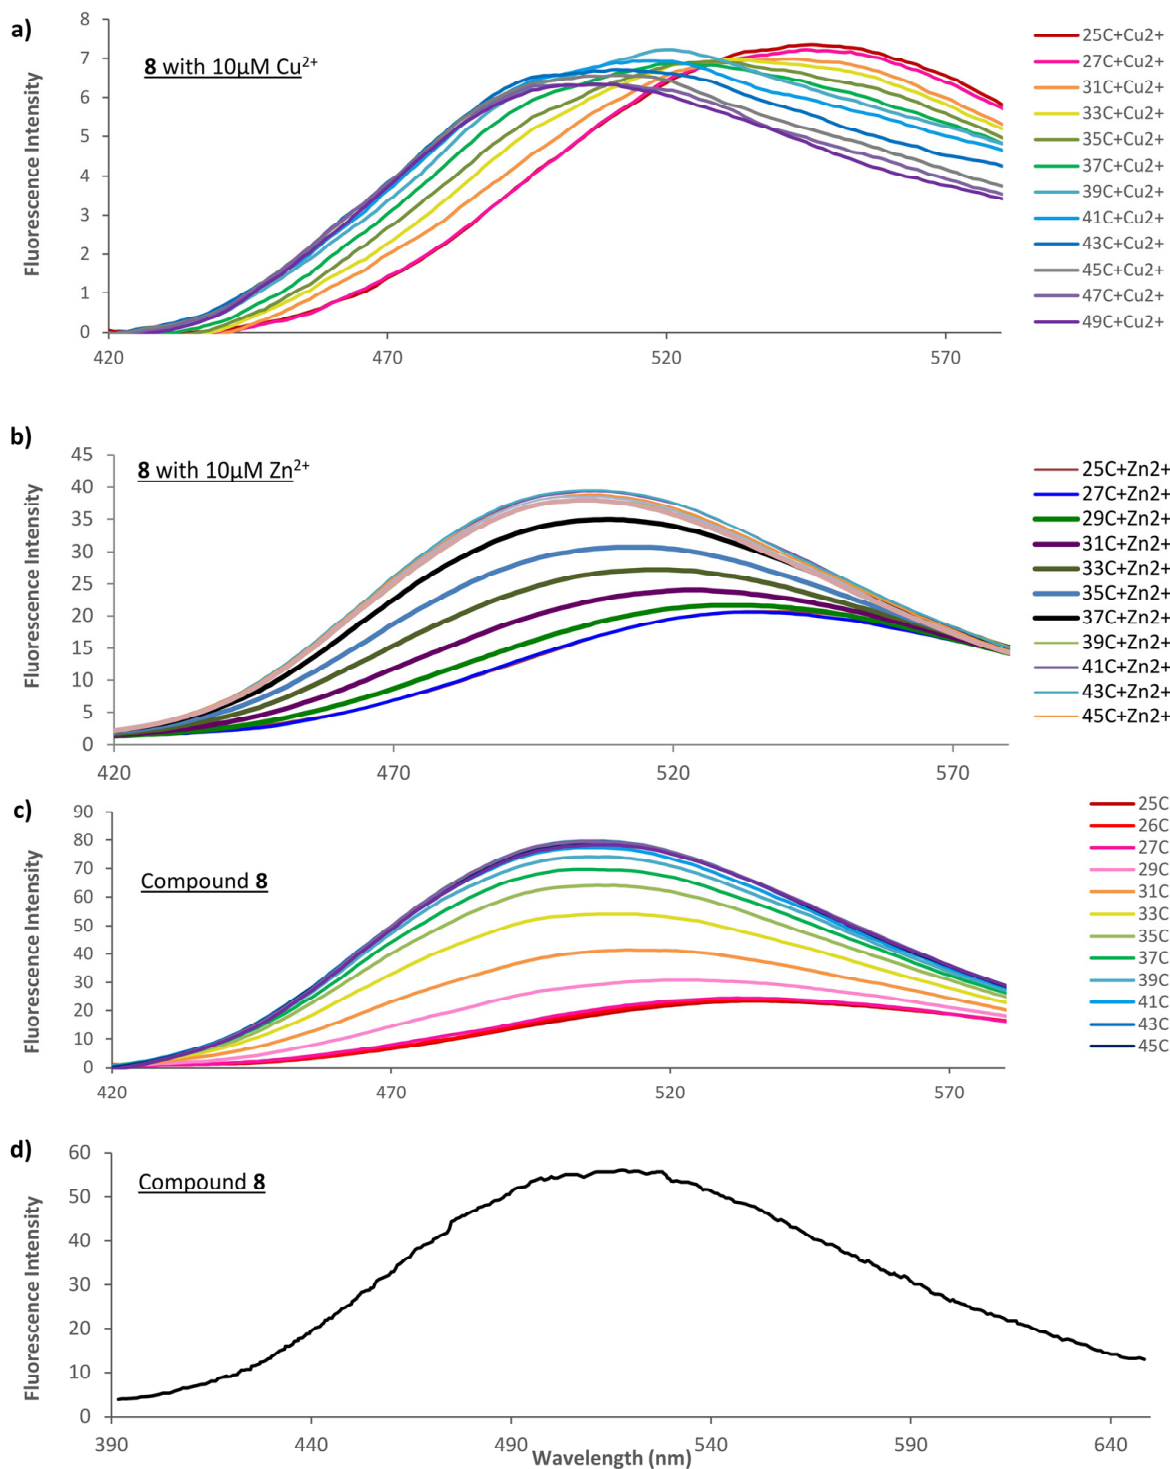 a)
8 with 10µM Cu2+
Fluorescence Intensity
8
7
6
5
4
3
2
1
0
420 470 520 570
25C+Cu2+
27C+Cu2+
31C+Cu2+
33C+Cu2+
35C+Cu2+
37C+Cu2+
39C+Cu2+
41C+Cu2+
43C+Cu2+
45C+Cu2+
47C+Cu2+
49C+Cu2+
b)
8 with 10µM Zn2+
Fluorescence Intensity
45
40
35
30
25
20
15
10
5
0
420 470 520 570
25C+Zn2+
27C+Zn2+
29C+Zn2+
31C+Zn2+
33C+Zn2+
35C+Zn2+
37C+Zn2+
39C+Zn2+
41C+Zn2+
43C+Zn2+
45C+Zn2+
c)
Compound 8
Fluorescence Intensity
90
80
70
60
50
40
30
20
10
0
420 470 520 570
25C
26C
27C
29C
31C
33C
35C
37C
39C
41C
43C
45C
d)
Compound 8
Fluorescence Intensity
60
50
40
30
20
10
0
390 440 490 540 590 640
Wavelength (nm)